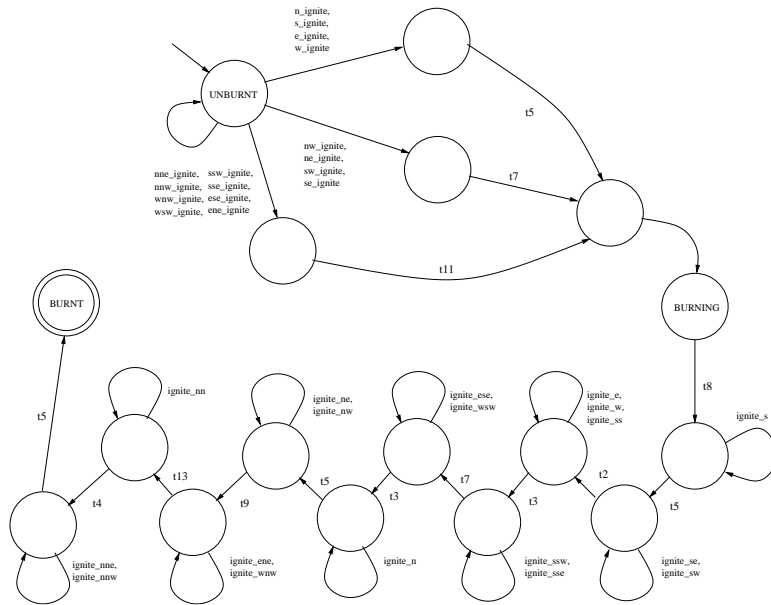 n_ignite,
s_ignite,
e_ignite,
w_ignite
UNBURNT
t5
nw_ignite,
ne_ignite,
sw_ignite,
se_ignite
nne_ignite, ssw_ignite,
nnw_ignite, sse_ignite,
wnw_ignite, ese_ignite,
wsw_ignite, ene_ignite
t7
t11
BURNT
BURNING
t8
ignite_nn
ignite_ne,
ignite_nw
ignite_ese,
ignite_wsw
ignite_e,
ignite_w,
ignite_ss
ignite_s
t5
t4
t13
t9
t5
t3
t7
t3
t2
t5
ignite_nne,
ignite_nnw
ignite_ene,
ignite_wnw
ignite_n
ignite_ssw,
ignite_sse
ignite_se,
ignite_sw